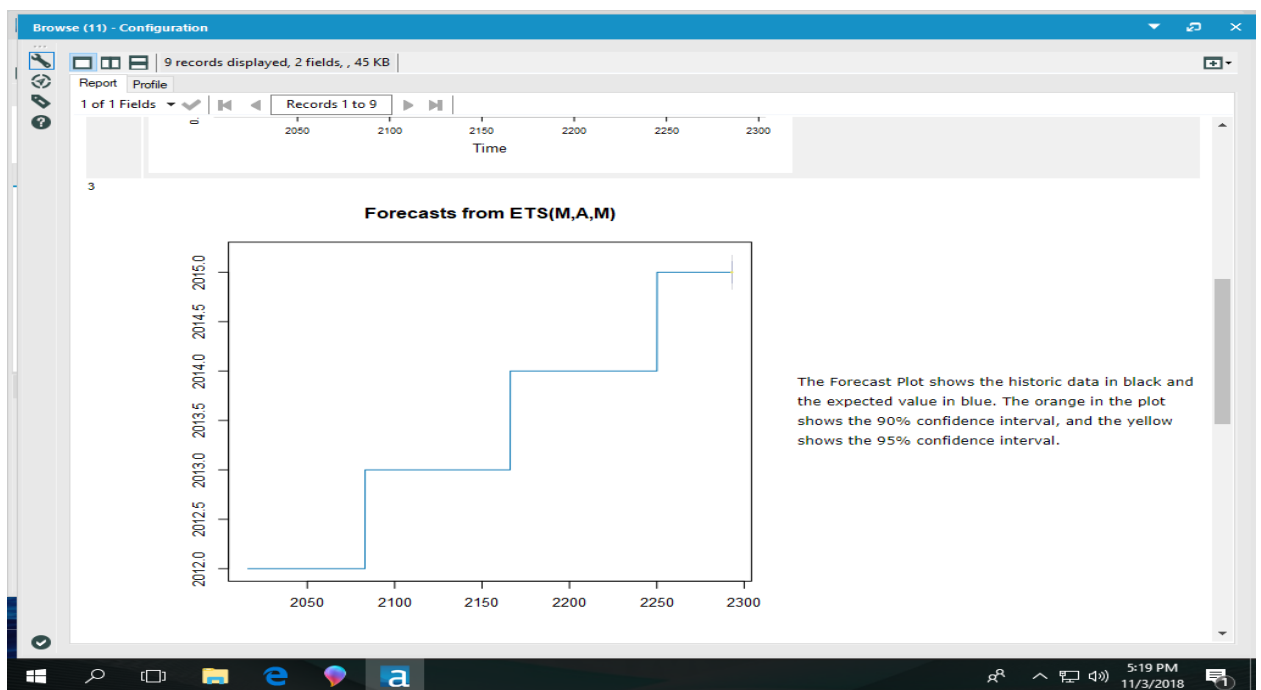 Browse (11) - Configuration
9 records displayed, 2 fields, , 45 KB
Report Profile
1 of 1 Fields Records 1 to 9
2050 2100 2150 2200 2250 2300
Time
3
Forecasts from ETS(M,A,M)
2015.0
2014.5
2014.0
2013.5
2013.0
2012.5
2012.0
2050 2100 2150 2200 2250 2300
The Forecast Plot shows the historic data in black and
the expected value in blue. The orange in the plot
shows the 90% confidence interval, and the yellow
shows the 95% confidence interval.
5:19 PM
11/3/2018
1